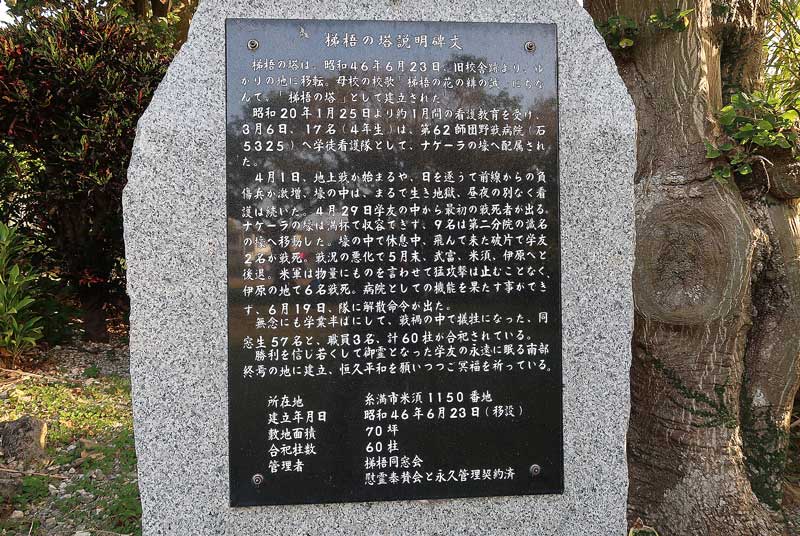 梯梧の塔説明碑文
梯梧の塔は、昭和46年6月23日、旧校舎跡よりゆ
かりの地に移転。母校の校歌「梯梧の花の緋の誠」にちな
んで、「梯梧の塔」として建立された。
昭和20年1月25日より約1月間の看護教育を受け、
3月6日、17名(4年生)は、第62師団野戦病院(石
5325)へ学徒看護隊として、ナゲーラの壕へ配属され
た。
4月1日、地上戦が始まるや、日を逐うて前線からの負
傷兵が激増、壕の中は、まるで生き地獄、昼夜の別なく看
護は続いた。4月29日学友の中から最初の戦死者が出る。
ナゲーラの壕は満杯で収容できず、9名は第二分院の識名
の壕へ移動した。壕の中で休息中、飛んで来た破片で学友
2名が戦死。戦況の悪化で5月末、武富、米須、伊原へと
後退。米軍は物量にものを言わせて猛攻撃は止むことなく、
伊原の地で6名戦死。病院としての機能を果たす事ができ
ず、6月19日、隊に解散命令が出た。
無念にも学業半ばにして、戦禍の中で犠牲になった、同
窓生57名と、職員3名、計60柱が合祀されている。
勝利を信じ若くして御霊となった学友の永遠に眠る南部
終焉の地に建立、恒久平和を願いつつご冥福を祈っている。
所在地 糸満市米須1150番地
建立年月日 昭和46年6月23日(移設)
敷地面積 70坪
合祀柱数 60柱
管理者 梯梧同窓会
慰霊奉賛会と永久管理契約済